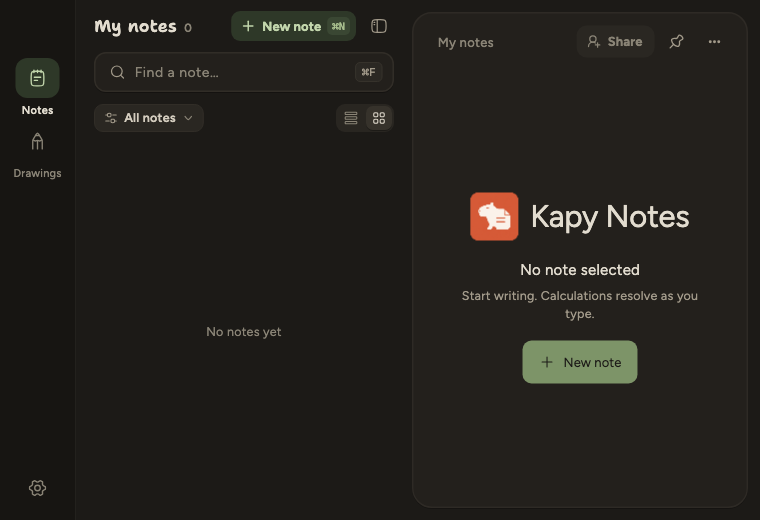 My notes 0
New note ⌘N
Find a note... ⌘F
All notes
Notes
Drawings
No notes yet
My notes
Share
Kapy Notes
No note selected
Start writing. Calculations resolve as you
type.
New note